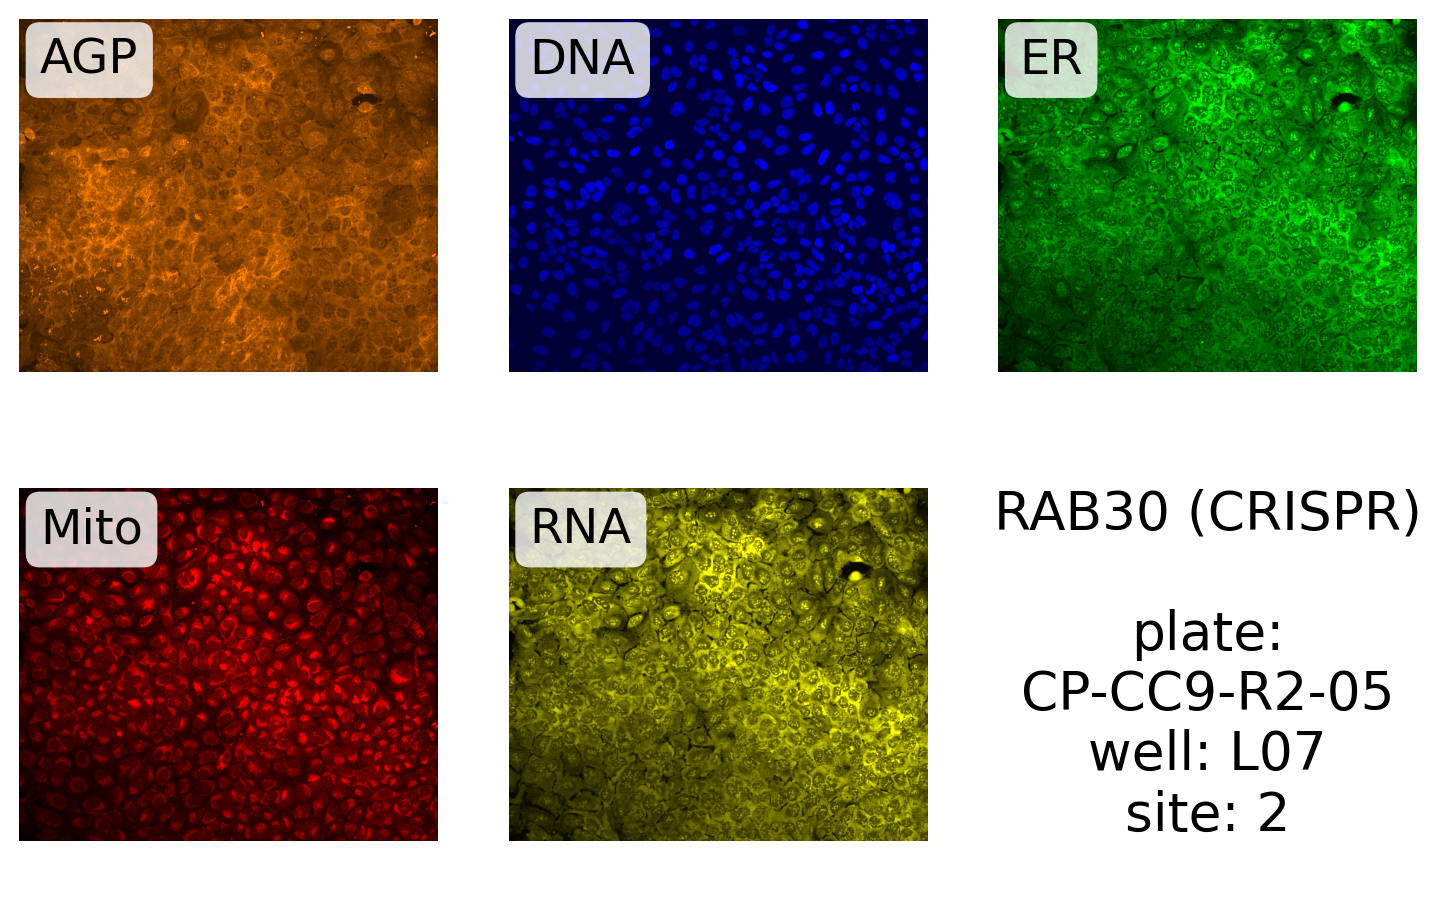 AGP
DNA
ER
Mito
RNA
RAB30 (CRISPR)
plate:
CP-CC9-R2-05
well: L07
site: 2